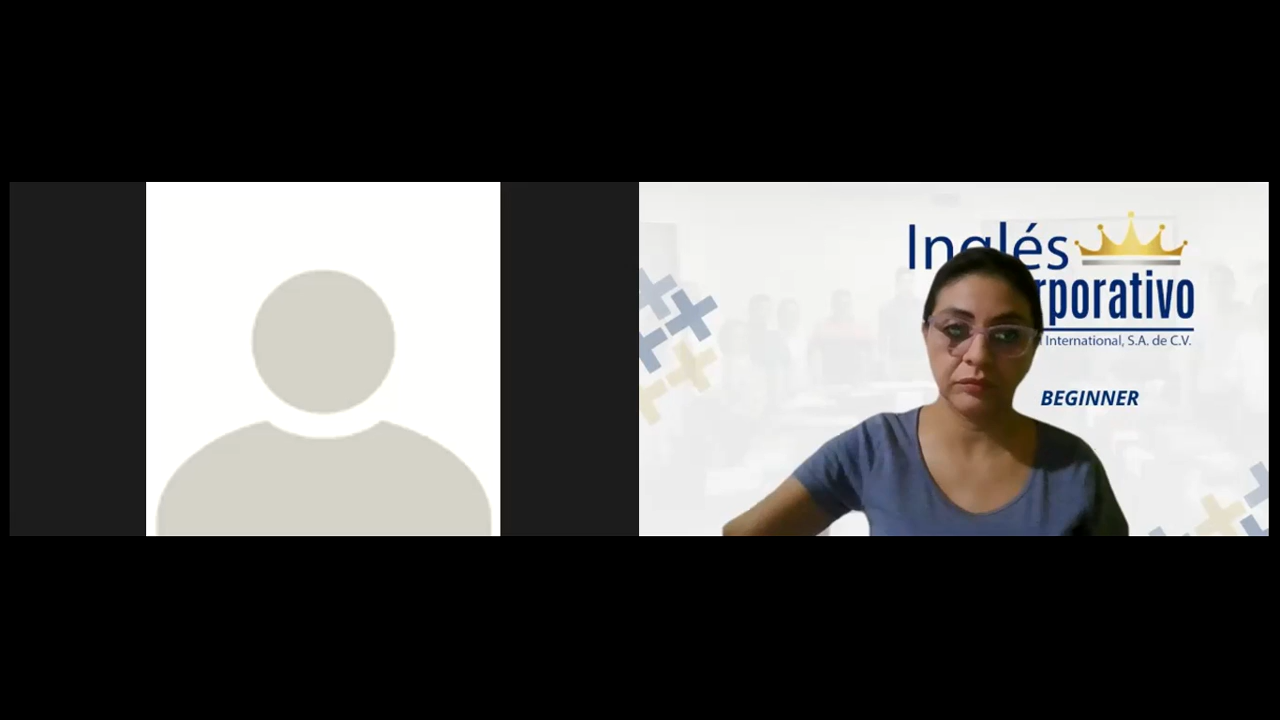 Inglés
rporativo
International, S.A. de C.V.
BEGINNER